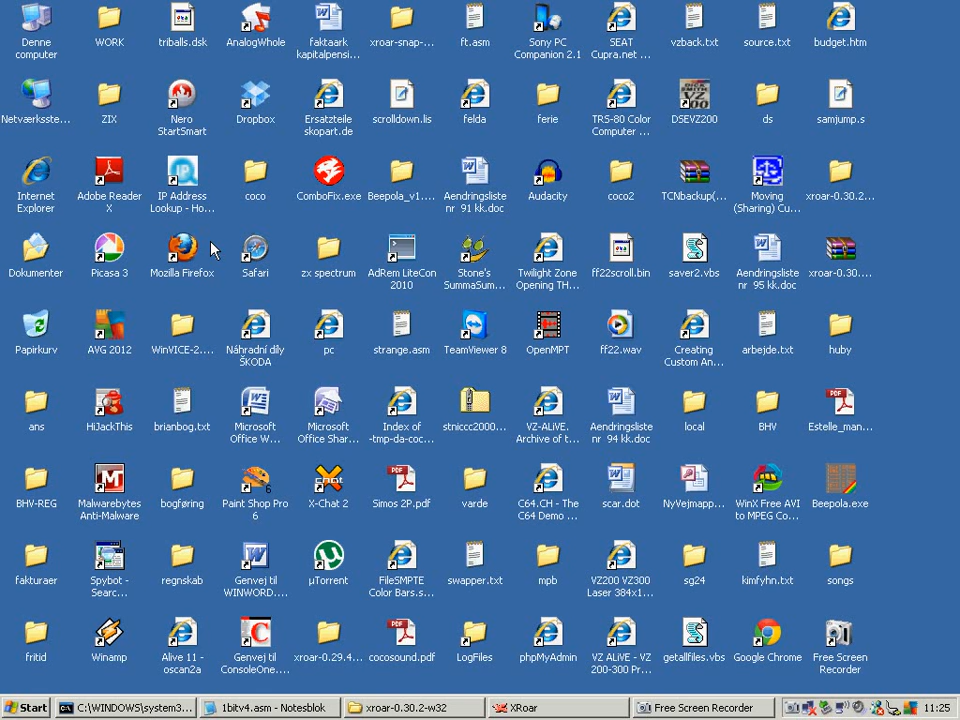 Denne computer
WORK
triballs.dsk
AnalogWhole
faktaark kapitalpensi...
xroar-snap-...
ft.asm
Sony PC Companion 2.1
SEAT Cupra.net ...
vzback.txt
source.txt
budget.htm
Netværksste...
ZIX
Nero StartSmart
Dropbox
Ersatzteile skopart.de
scrolldown.lis
felda
ferie
TRS-80 Color Computer ...
DSEVZ200
ds
samjump.s
Internet Explorer
Adobe Reader X
IP Address Lookup - Ho...
coco
ComboFix.exe
Beepola_v1....
Aendringsliste nr 91 kk.doc
Audacity
coco2
TCNbackup(...
Moving (Sharing) Cu...
xroar-0.30.2...
Dokumenter
Picasa 3
Mozilla Firefox
Safari
zx spectrum
AdRem LiteCon 2010
Stone's SummaSum...
Twilight Zone Opening TH...
ff22scroll.bin
saver2.vbs
Aendringsliste nr 95 kk.doc
xroar-0.30....
Papirkurv
AVG 2012
WinVICE-2....
Náhradní díly ŠKODA
pc
strange.asm
TeamViewer 8
OpenMPT
ff22.wav
Creating Custom An...
arbejde.txt
huby
ans
HiJackThis
brianbog.txt
Microsoft Office W...
Microsoft Office Shar...
Index of -tmp-da-coc...
stniccc2000...
VZ-ALiVE. Archive of t...
Aendringsliste nr 94 kk.doc
local
BHV
Estelle_man...
BHV-REG
Malwarebytes Anti-Malware
bogføring
Paint Shop Pro 6
X-Chat 2
Simos 2P.pdf
varde
C64.CH - The C64 Demo ...
scar.dot
NyVejmapp...
WinX Free AVI to MPEG Co...
Beepola.exe
fakturaer
Spybot - Searc...
regnskab
Genvej til WINWORD....
µTorrent
FileSMPTE Color Bars.s...
swapper.txt
mpb
VZ200 VZ300 Laser 384x1...
sg24
kimfyhn.txt
songs
fritid
Winamp
Alive 11 - oscan2a
Genvej til ConsoleOne....
xroar-0.29.4...
cocosound.pdf
LogFiles
phpMyAdmin
VZ ALiVE - VZ 200-300 Pr...
getallfiles.vbs
Google Chrome
Free Screen Recorder
Start
C:\WINDOWS\system3...
1bitv4.asm - Notesblok
xroar-0.30.2-w32
XRoar
Free Screen Recorder
11:25